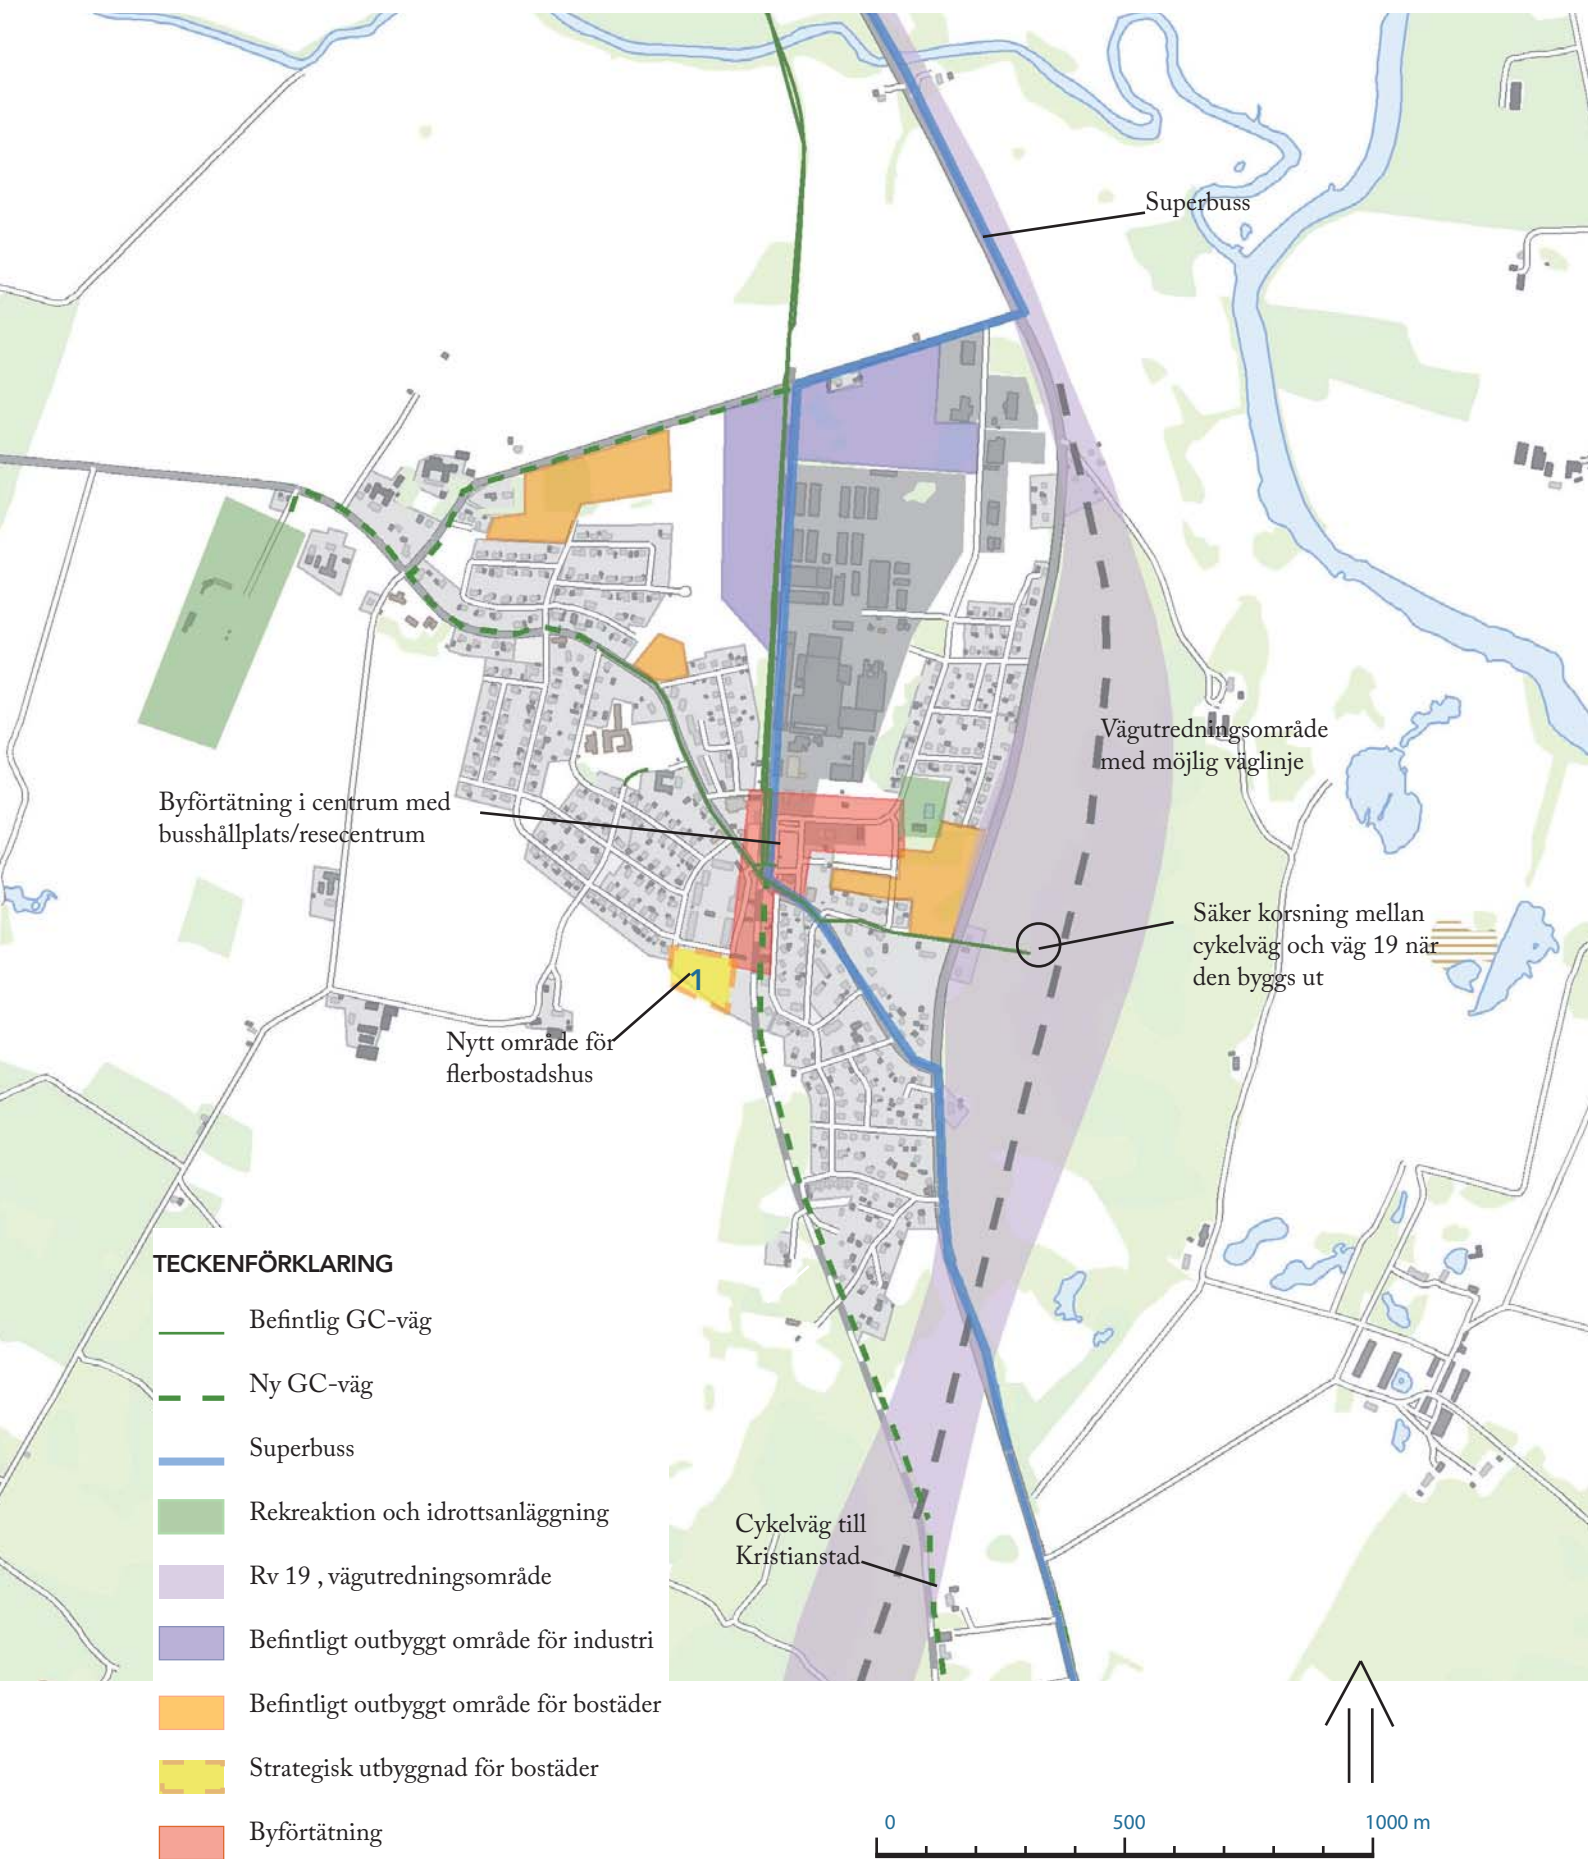 Superbuss
Vägutredningsområde
med möjlig väglinje
Byförtätning i centrum med
busshållplats/resecentrum
Säker korsning mellan
cykelväg och väg 19 när
den byggs ut
1
Nytt område för
flerbostadshus
Cykelväg till
Kristianstad
TECKENFÖRKLARING
Befintlig GC-väg
Ny GC-väg
Superbuss
Rekreaktion och idrottsanläggning
Rv 19 , vägutredningsområde
Befintligt outbyggt område för industri
Befintligt outbyggt område för bostäder
Strategisk utbyggnad för bostäder
Byförtätning
0 500 1000 m